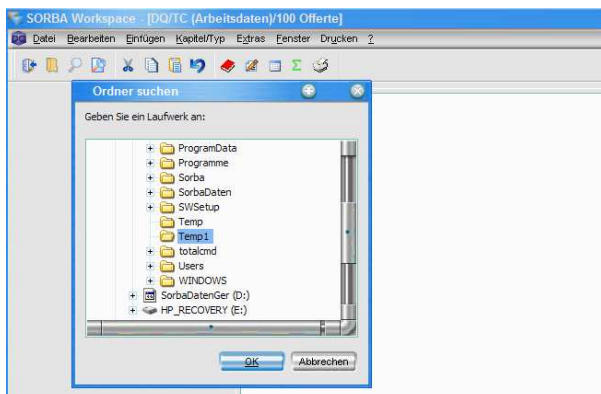 SORBA Workspace - [DQ/TC (Arbeitsdaten)/100 Offerte]
Datei Bearbeiten Einfügen Kapitel/Typ Extras Fenster Drucken ?
Ordner suchen
Geben Sie ein Laufwerk an:
ProgramData
Programme
Sorba
SorbaDaten
SWSetup
Temp
Temp1
totalcmd
Users
WINDOWS
SorbaDatenGer (D:)
HP_RECOVERY (E:)
OK Abbrechen